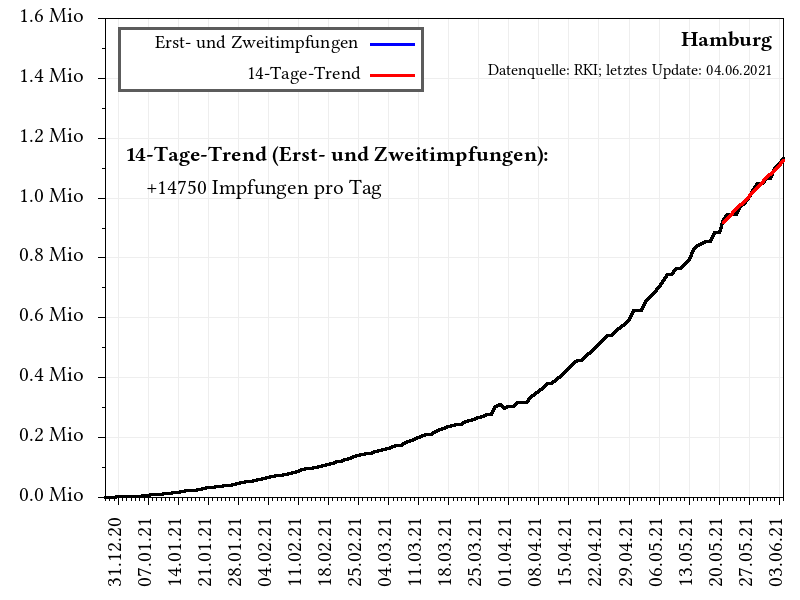 1.6 Mio
1.4 Mio
1.2 Mio
1.0 Mio
0.8 Mio
0.6 Mio
0.4 Mio
0.2 Mio
0.0 Mio
Erst- und Zweitimpfungen
14-Tage-Trend
Hamburg
Datenquelle: RKI; letztes Update: 04.06.2021
14-Tage-Trend (Erst- und Zweitimpfungen):
+14750 Impfungen pro Tag
31.12.20
07.01.21
14.01.21
21.01.21
28.01.21
04.02.21
11.02.21
18.02.21
25.02.21
04.03.21
11.03.21
18.03.21
25.03.21
01.04.21
08.04.21
15.04.21
22.04.21
29.04.21
06.05.21
13.05.21
20.05.21
27.05.21
03.06.21